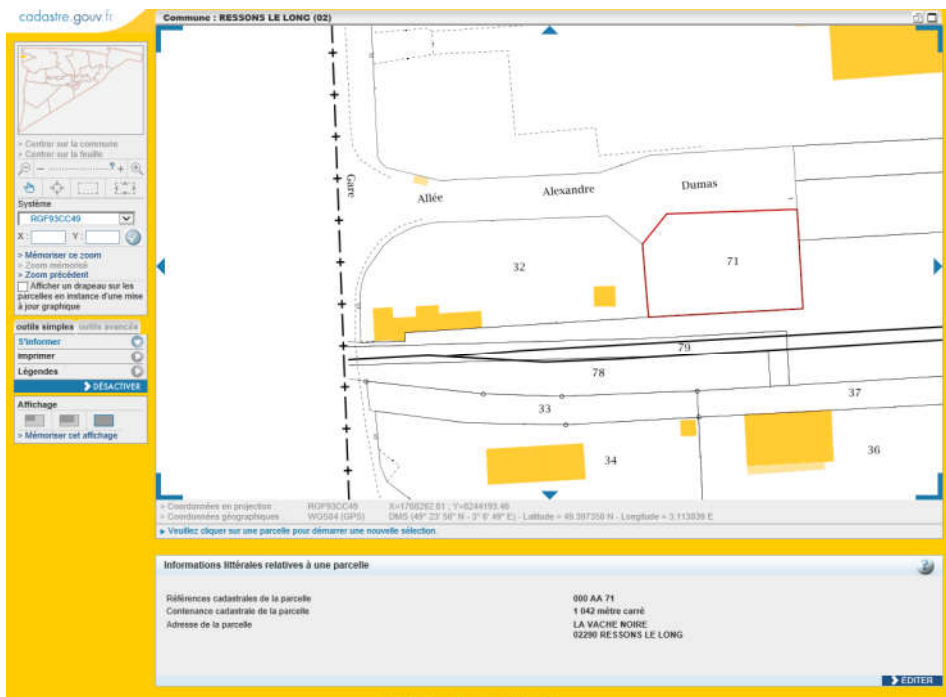 cadastre.gouv.fr
Commune : RESSONS LE LONG (02)
> Centrer sur la commune
> Centrer sur la feuille
Système
RGF93CC49
X : Y :
> Mémoriser ce zoom
> Zoom mémorisé
> Zoom précédent
Afficher un drapeau sur les
parcelles en instance d'une mise
à jour graphique
outils simples outils avancés
S'informer
Imprimer
Légendes
DÉSACTIVER
Affichage
> Mémoriser cet affichage
Gare
Allée Alexandre Dumas
32
71
79
78
33
37
34
36
> Coordonnées en projection RGF93CC49
> Coordonnées géographiques WGS84 (GPS)
Veuillez cliquer sur une parcelle pour démarrer une nouvelle sélection.
Informations littérales relatives à une parcelle
Références cadastrales de la parcelle 000 AA 71
Contenance cadastrale de la parcelle 1 042 mètre carré
Adresse de la parcelle LA VACHE NOIRE
02290 RESSONS LE LONG
ÉDITER